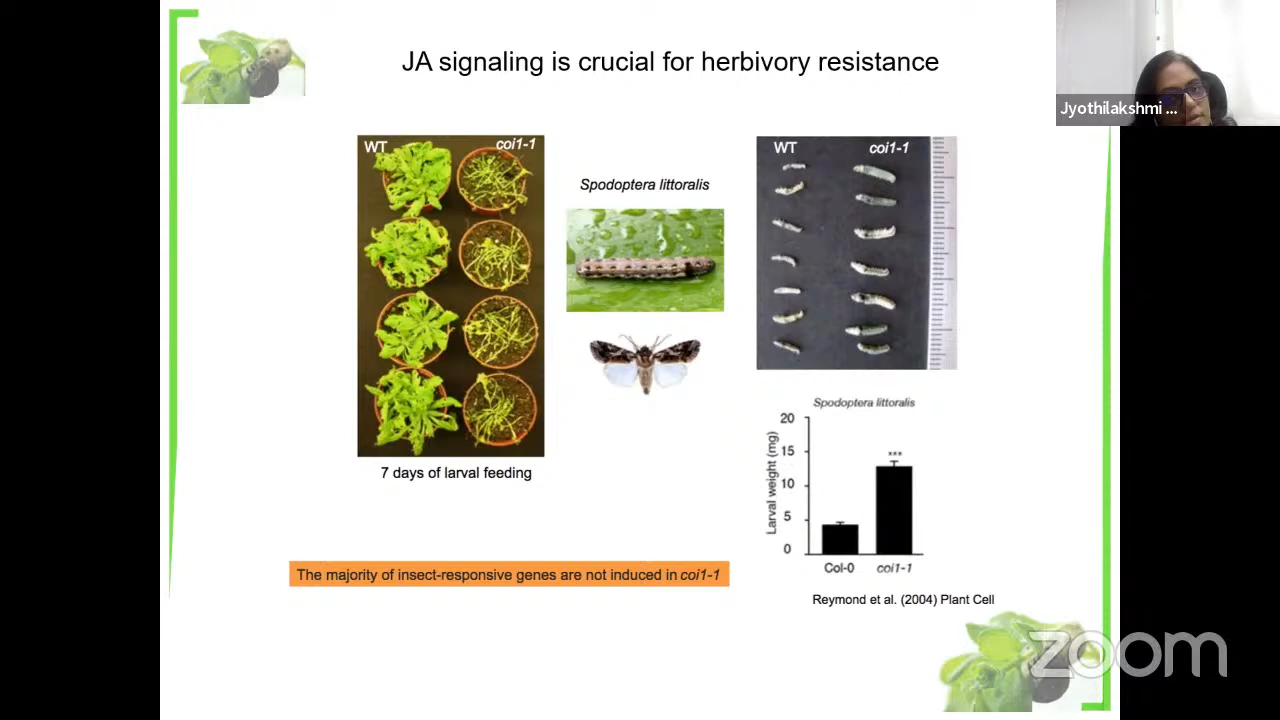 JA signaling is crucial for herbivory resistance
Jyothilakshmi ...
WT coi1-1
Spodoptera littoralis
WT coi1-1
7 days of larval feeding
Spodoptera littoralis
Larval weight (mg)
20
15
10
5
0
***
Col-0 coi1-1
The majority of insect-responsive genes are not induced in coi1-1
Reymond et al. (2004) Plant Cell
zoom